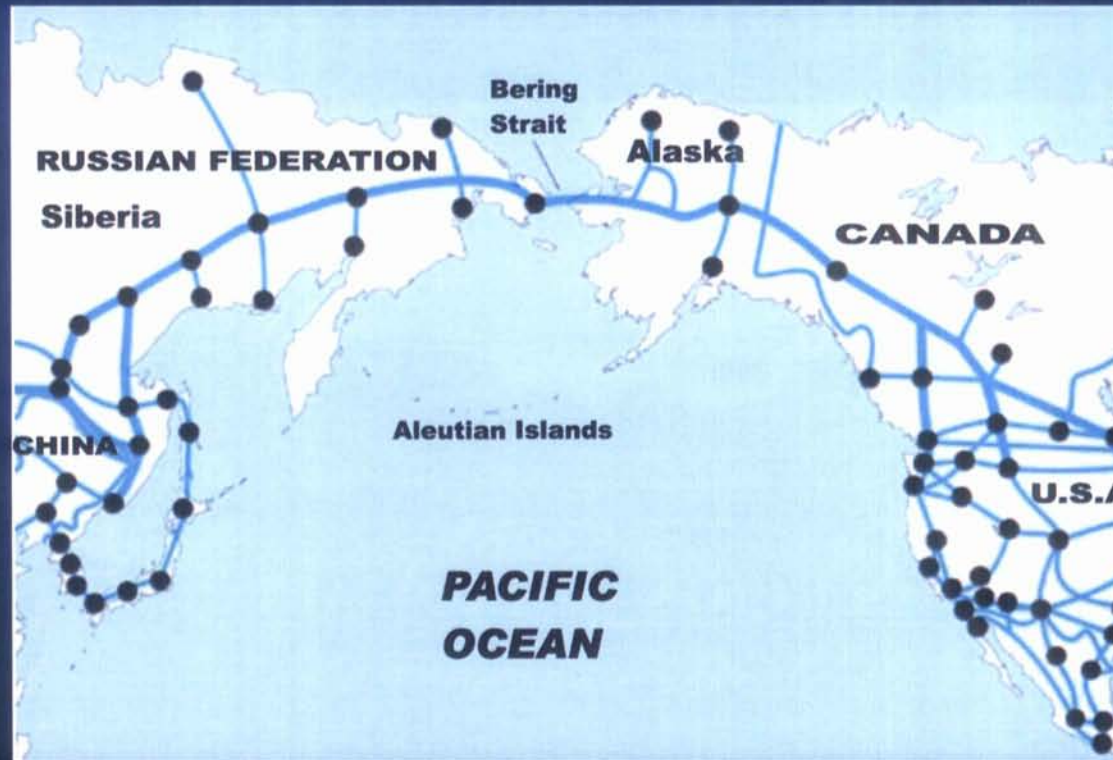 Bering
Strait
RUSSIAN FEDERATION
Alaska
Siberia
CANADA
Aleutian Islands
CHINA
U.S.A
PACIFIC
OCEAN